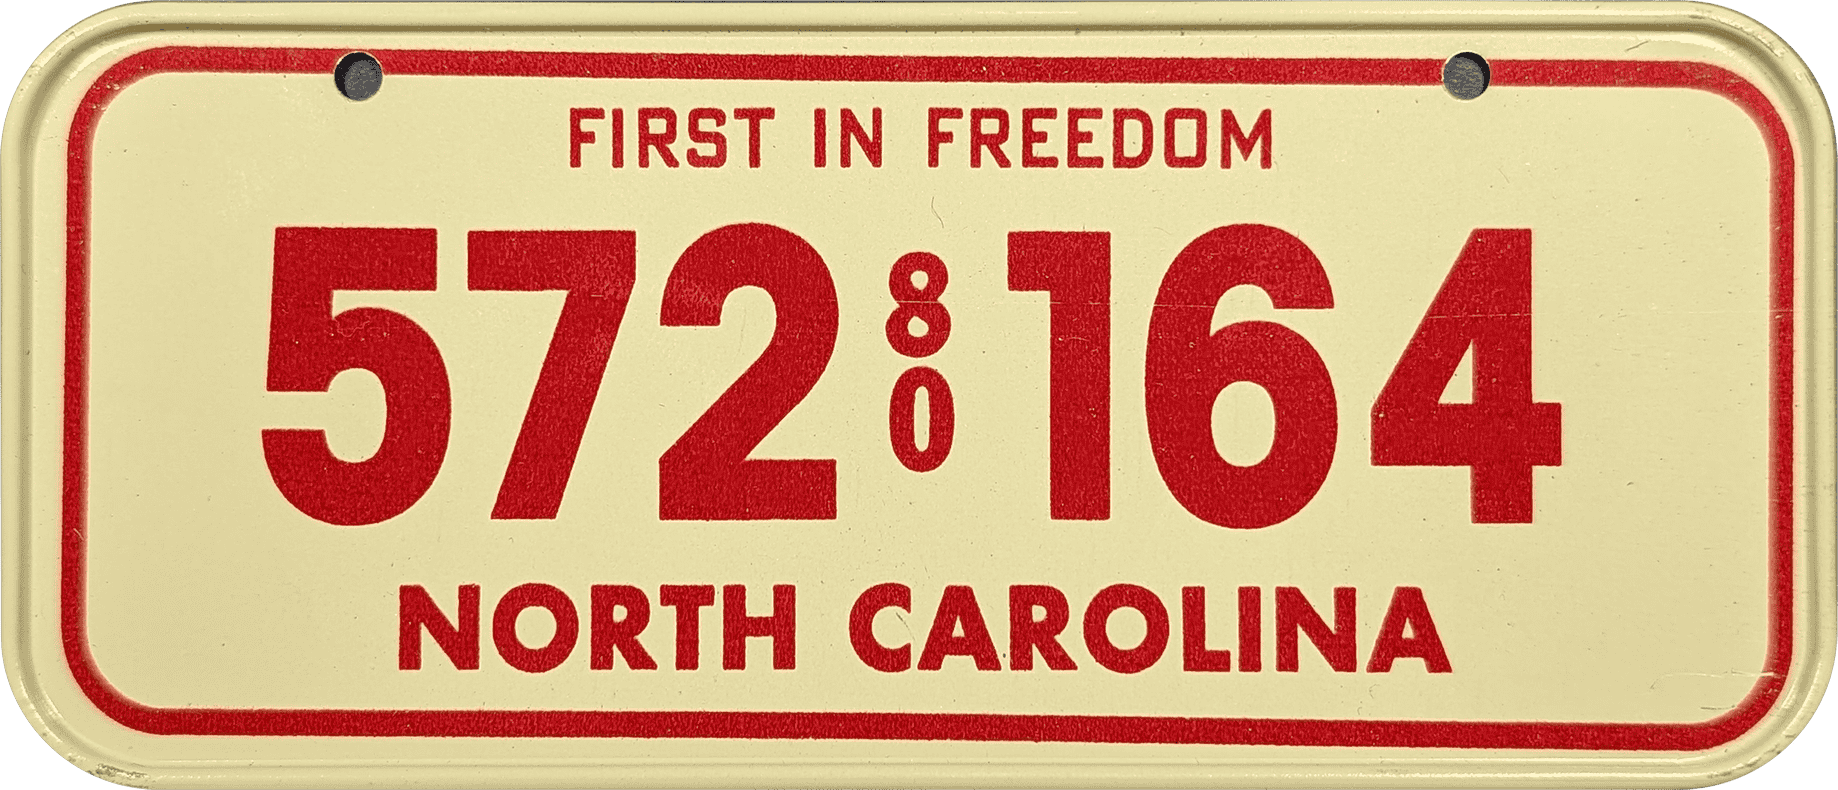 FIRST IN FREEDOM
572 80 164
NORTH CAROLINA